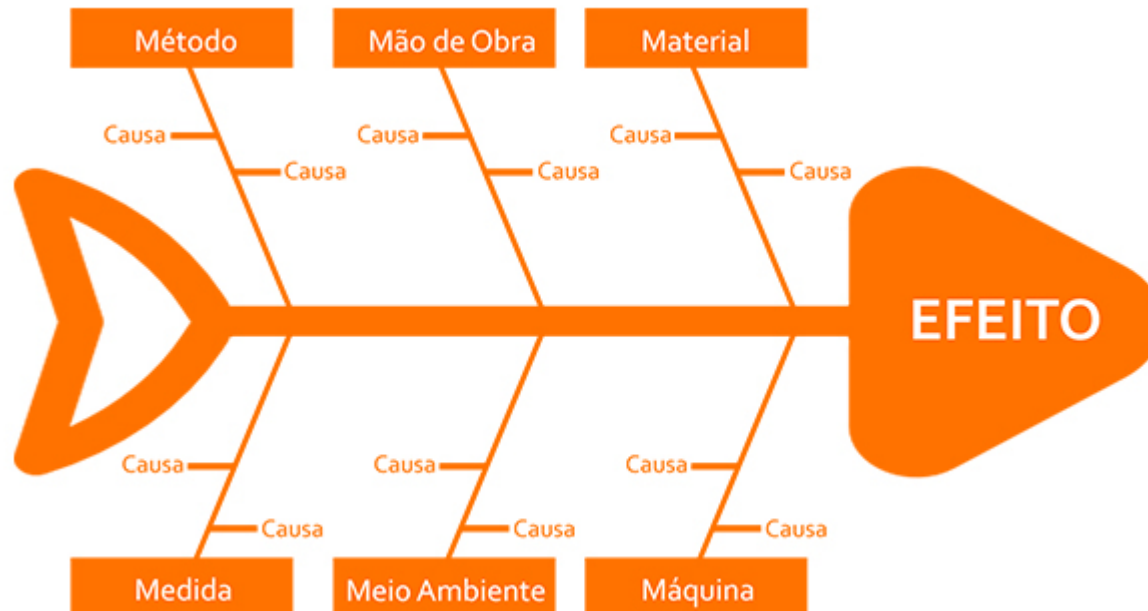 Método
Mão de Obra
Material
Causa
Causa
Causa
Causa
Causa
Causa
EFEITO
Causa
Causa
Causa
Causa
Causa
Causa
Medida
Meio Ambiente
Máquina